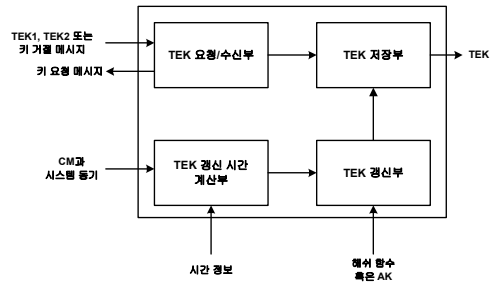 TEK1, TEK2 또는
키 거절 메시지
키 요청 메시지
TEK 요청/수신부
TEK 저장부
TEK
CM과
시스템 동기
TEK 갱신 시간
계산부
TEK 갱신부
시간 정보
해쉬 함수
혹은 AK